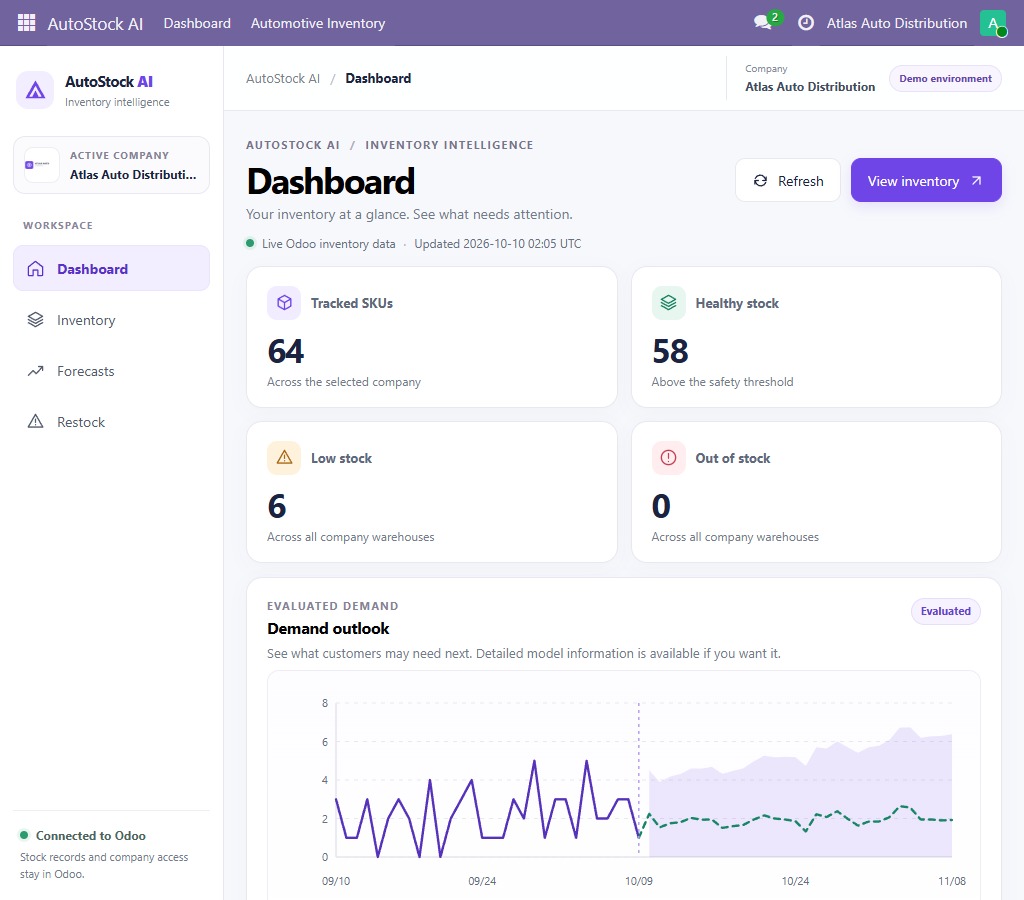 AutoStock AI Dashboard Automotive Inventory 2 Atlas Auto Distribution A
AutoStock AI
Inventory intelligence
ACTIVE COMPANY
Atlas Auto Distributi...
WORKSPACE
Dashboard
Inventory
Forecasts
Restock
Connected to Odoo
Stock records and company access
stay in Odoo.
AutoStock AI / Dashboard
Company
Atlas Auto Distribution
Demo environment
AUTOSTOCK AI / INVENTORY INTELLIGENCE
Dashboard
Your inventory at a glance. See what needs attention.
Live Odoo inventory data · Updated 2026-10-10 02:05 UTC
Refresh
View inventory
Tracked SKUs
64
Across the selected company
Healthy stock
58
Above the safety threshold
Low stock
6
Across all company warehouses
Out of stock
0
Across all company warehouses
EVALUATED DEMAND
Demand outlook
See what customers may need next. Detailed model information is available if you want it.
Evaluated
8
6
4
2
0
09/10 09/24 10/09 10/24 11/08